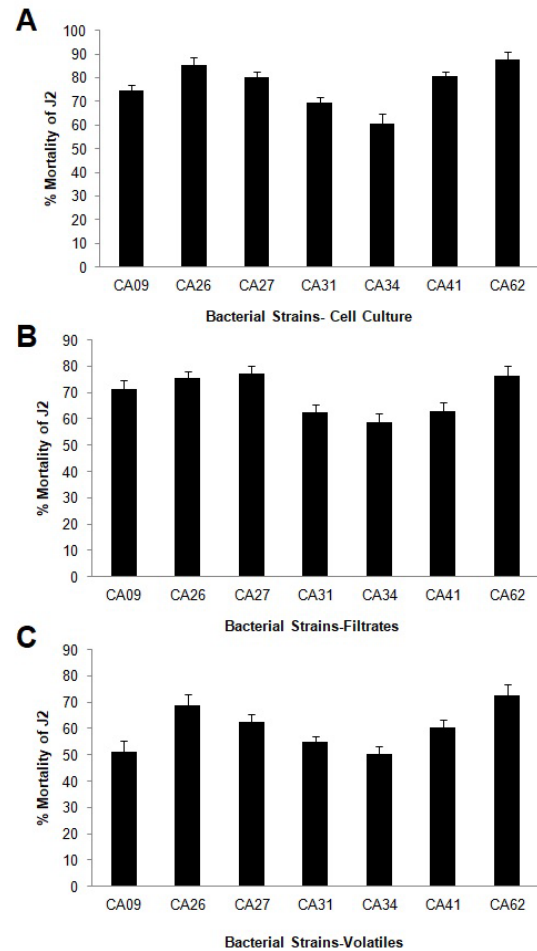 A
% Mortality of J2
100
90
80
70
60
50
40
30
20
10
0
CA09 CA26 CA27 CA31 CA34 CA41 CA62
Bacterial Strains- Cell Culture
B
% Mortality of J2
90
80
70
60
50
40
30
20
10
0
CA09 CA26 CA27 CA31 CA34 CA41 CA62
Bacterial Strains-Filtrates
C
% Mortality of J2
90
80
70
60
50
40
30
20
10
0
CA09 CA26 CA27 CA31 CA34 CA41 CA62
Bacterial Strains-Volatiles